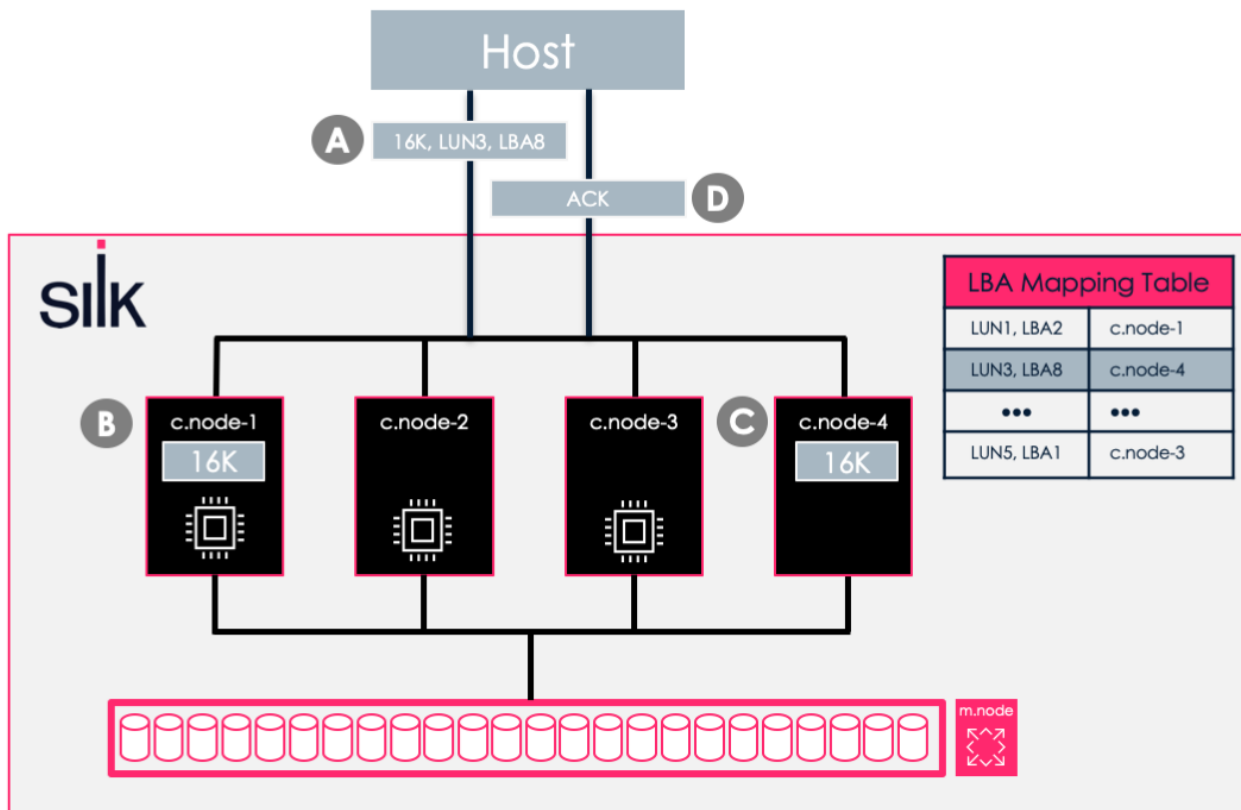 Host
A
16K, LUN3, LBA8
ACK
D
silk
LBA Mapping Table
LUN1, LBA2 c.node-1
LUN3, LBA8 c.node-4
••• •••
LUN5, LBA1 c.node-3
B
c.node-1
16K
c.node-2
c.node-3
C
c.node-4
16K
m.node